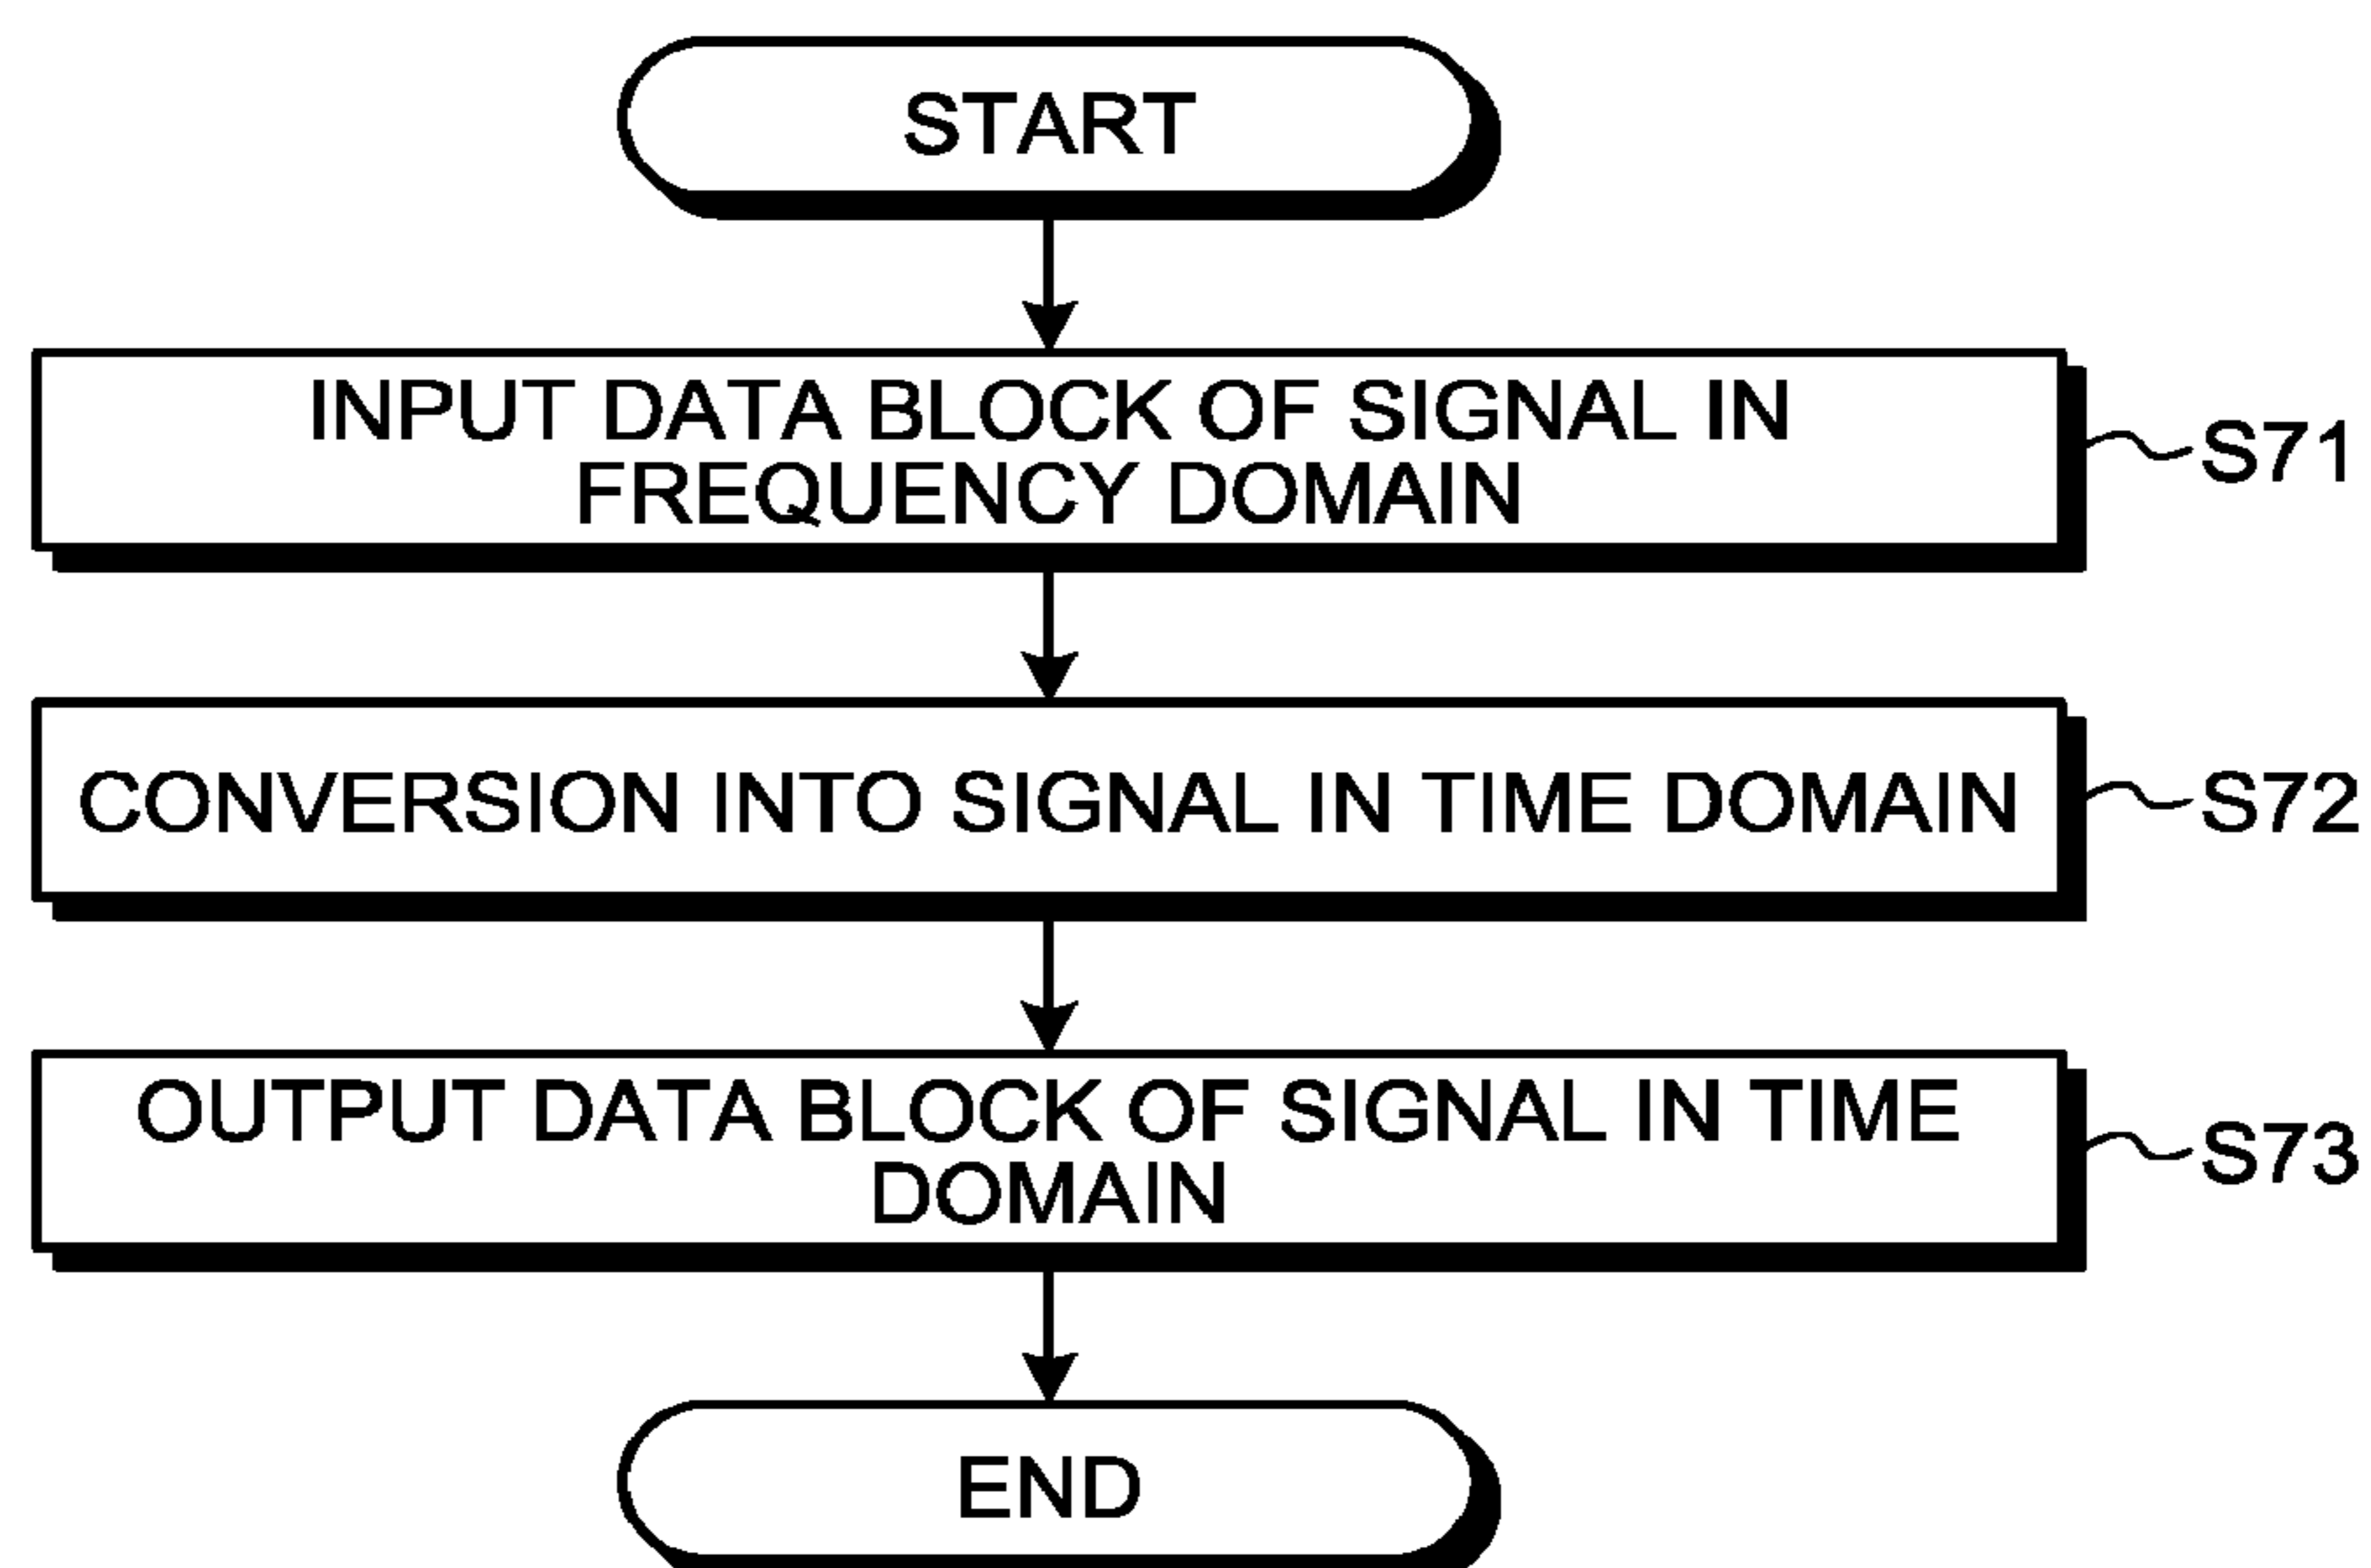 START
INPUT DATA BLOCK OF SIGNAL IN
FREQUENCY DOMAIN
S71
CONVERSION INTO SIGNAL IN TIME DOMAIN
S72
OUTPUT DATA BLOCK OF SIGNAL IN TIME
DOMAIN
S73
END